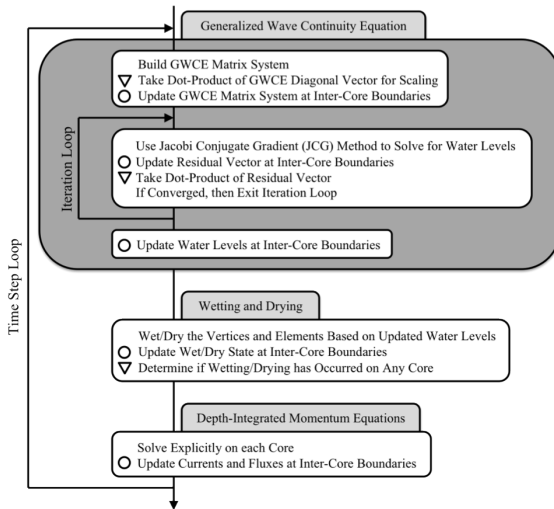 Generalized Wave Continuity Equation
Build GWCE Matrix System
Take Dot-Product of GWCE Diagonal Vector for Scaling
Update GWCE Matrix System at Inter-Core Boundaries
Use Jacobi Conjugate Gradient (JCG) Method to Solve for Water Levels
Update Residual Vector at Inter-Core Boundaries
Take Dot-Product of Residual Vector
If Converged, then Exit Iteration Loop
Iteration Loop
Update Water Levels at Inter-Core Boundaries
Time Step Loop
Wetting and Drying
Wet/Dry the Vertices and Elements Based on Updated Water Levels
Update Wet/Dry State at Inter-Core Boundaries
Determine if Wetting/Drying has Occurred on Any Core
Depth-Integrated Momentum Equations
Solve Explicitly on each Core
Update Currents and Fluxes at Inter-Core Boundaries